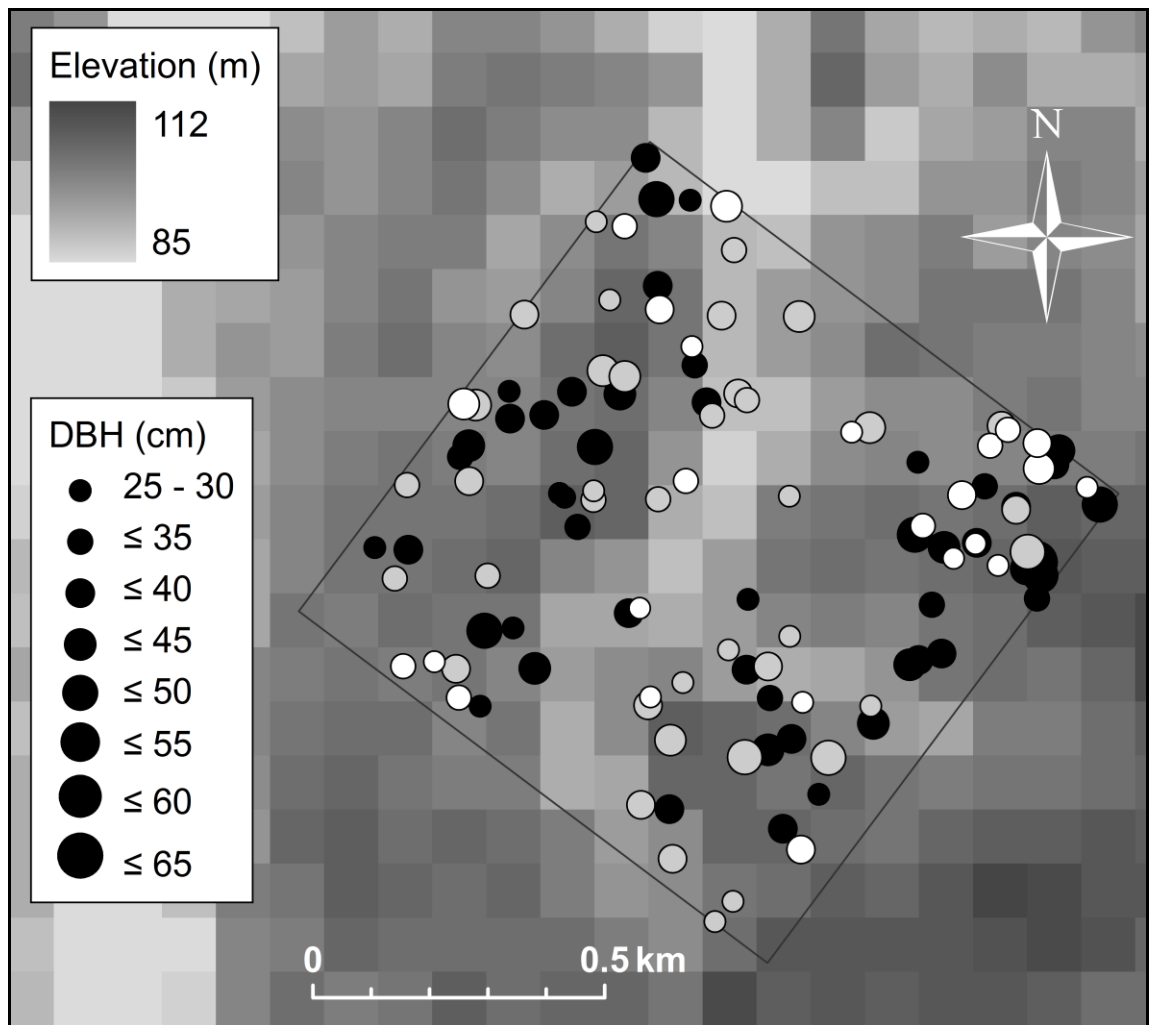 Elevation (m)
112
85
N
DBH (cm)
25 - 30
≤ 35
≤ 40
≤ 45
≤ 50
≤ 55
≤ 60
≤ 65
0 0.5 km